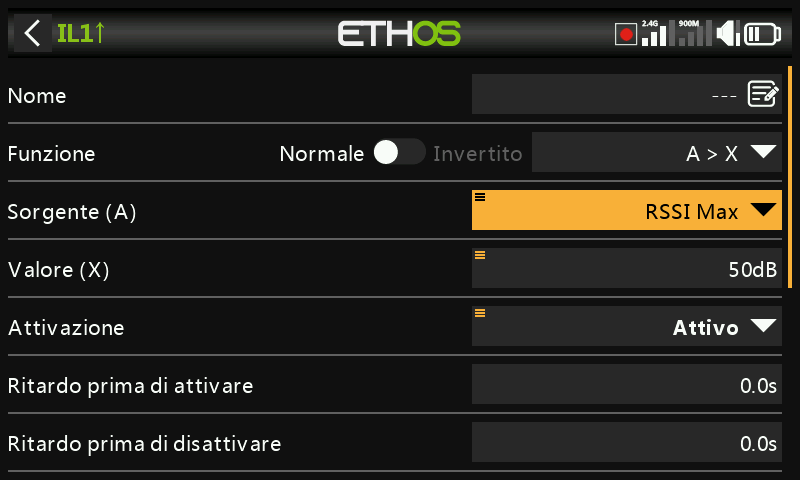 IL1↑ ETHOS 2.4G 900M
Nome ---
Funzione Normale Invertito A > X
Sorgente (A) RSSI Max
Valore (X) 50dB
Attivazione Attivo
Ritardo prima di attivare 0.0s
Ritardo prima di disattivare 0.0s